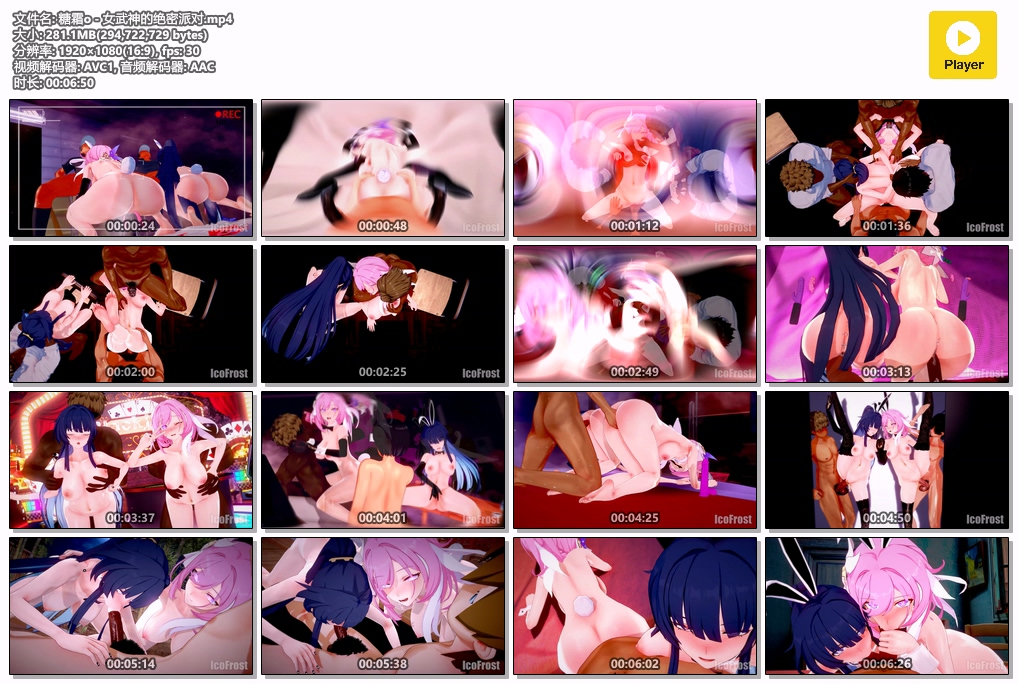 文件名: 糖霜o - 女武神的绝密派对.mp4
大小: 281.1MB(294,722,729 bytes)
分辨率: 1920×1080(16:9), fps: 30
视频解码器: AVC1, 音频解码器: AAC
时长: 00:06:50
Player
REC
00:00:24 IcoFrost
00:00:48 IcoFrost
00:01:12 IcoFrost
00:01:36 IcoFrost
00:02:00 IcoFrost
00:02:25 IcoFrost
00:02:49 IcoFrost
00:03:13 IcoFrost
00:03:37 IcoFrost
00:04:01 IcoFrost
00:04:25 IcoFrost
00:04:50 IcoFrost
00:05:14 IcoFrost
00:05:38 IcoFrost
00:06:02 IcoFrost
00:06:26 IcoFrost